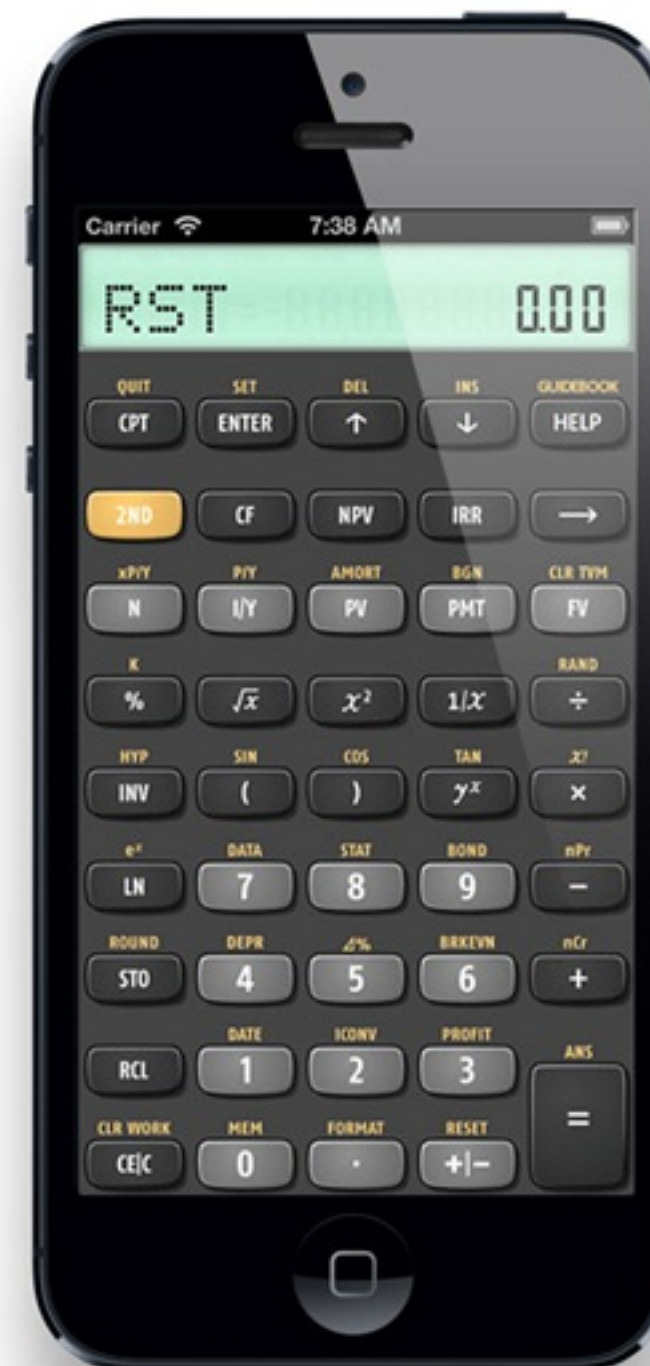 Carrier 7:38 AM
RST 0.00
QUIT SET DEL INS GUIDEBOOK
CPT ENTER ↑ ↓ HELP
2ND CF NPV IRR →
xP/Y P/Y AMORT BGN CLR TVM
N I/Y PV PMT FV
K RAND
% √x x² 1/x ÷
HYP SIN COS TAN x!
INV ( ) yˣ ×
eˣ DATA STAT BOND nPr
LN 7 8 9 −
ROUND DEPR ⊿% BRKEVN nCr
STO 4 5 6 +
DATE ICONV PROFIT ANS
RCL 1 2 3 =
CLR WORK MEM FORMAT RESET
CE|C 0 . +|−